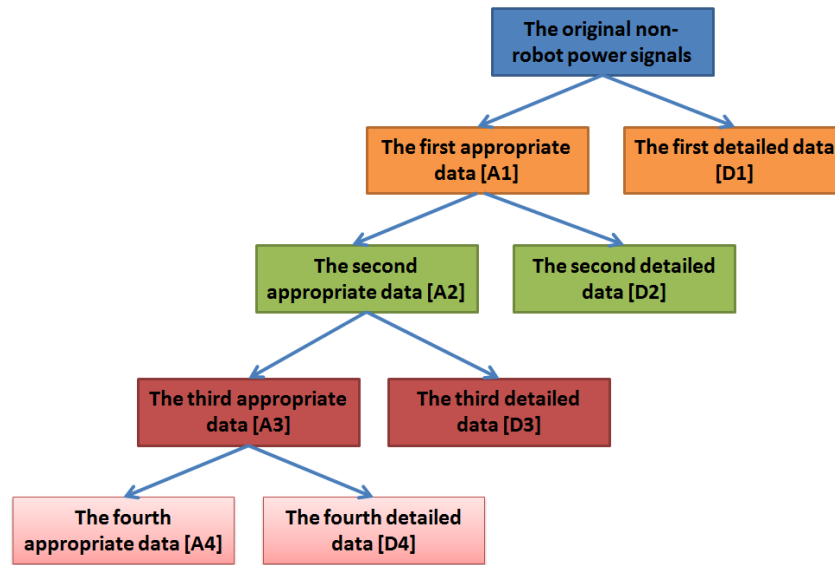 The original non-
robot power signals
The first appropriate
data [A1]
The first detailed data
[D1]
The second
appropriate data [A2]
The second detailed
data [D2]
The third appropriate
data [A3]
The third detailed
data [D3]
The fourth
appropriate data [A4]
The fourth detailed
data [D4]